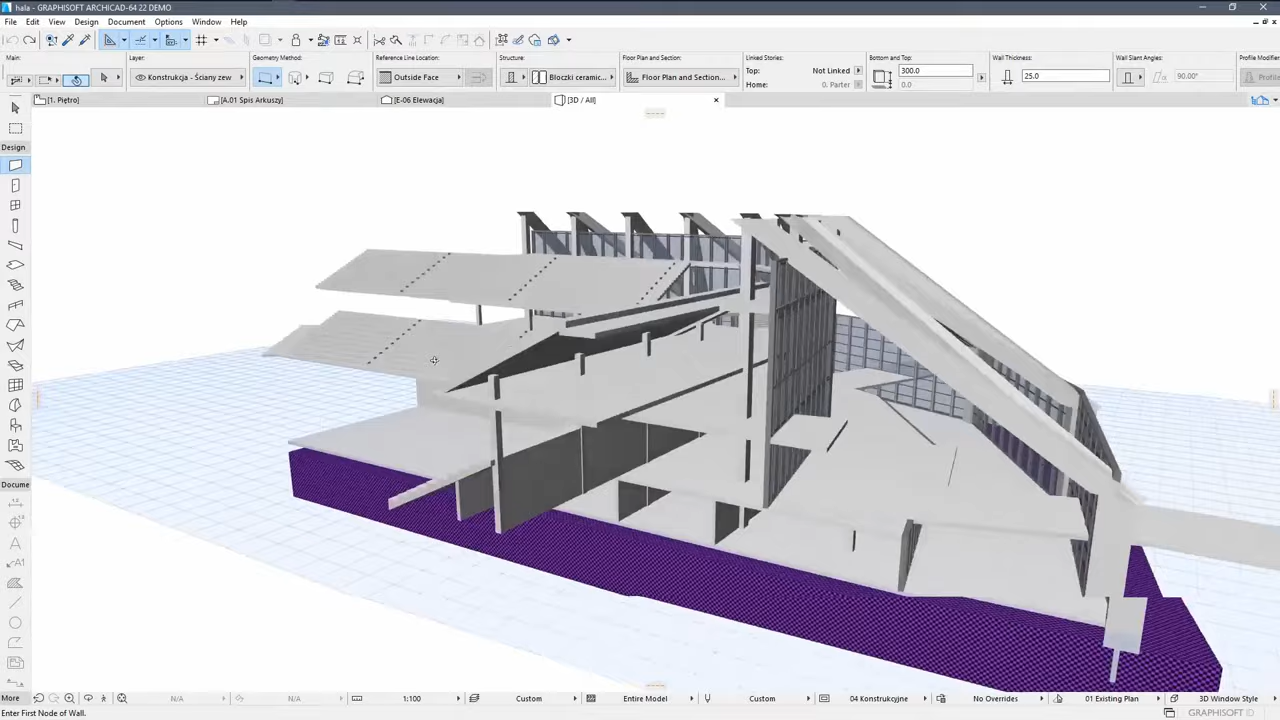 hala - GRAPHISOFT ARCHICAD-64 22 DEMO
File Edit View Design Document Options Window Help
Main: Layer: Geometry Method: Reference Line Location: Structure: Floor Plan and Section: Linked Stories: Bottom and Top: Wall Thickness: Wall Slant Angles: Profile Modifier
Top: Not Linked 300.0
Konstrukcja - Ściany zew Outside Face Bloczki ceramic... Floor Plan and Section... 25.0 90.00° Profil
Home: 0. Parter 0.0
[1. Piętro] [A.01 Spis Arkuszy] [E-06 Elewacja] [3D / All]
Design
Docume
More N/A N/A 1:100 Custom Entire Model Custom 04 Konstrukcyjne No Overrides 01 Existing Plan 3D Window Style
Enter First Node of Wall. GRAPHISOFT ID